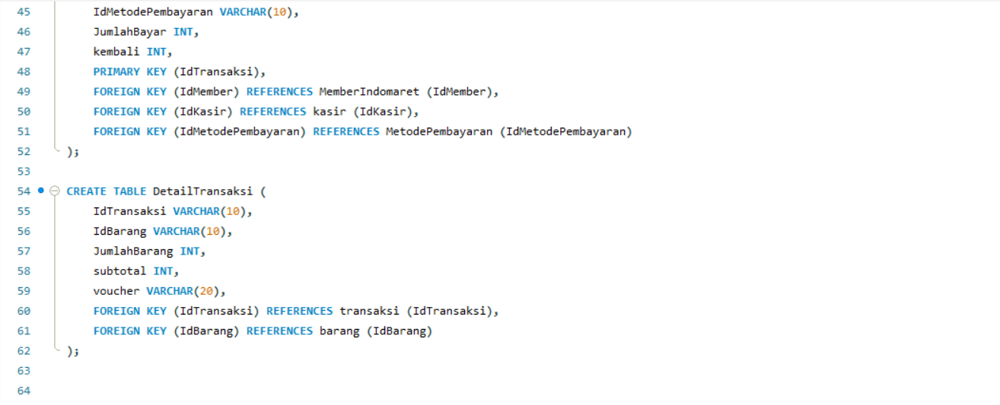 45 IdMetodePembayaran VARCHAR(10),
46 JumlahBayar INT,
47 kembali INT,
48 PRIMARY KEY (IdTransaksi),
49 FOREIGN KEY (IdMember) REFERENCES MemberIndomaret (IdMember),
50 FOREIGN KEY (IdKasir) REFERENCES kasir (IdKasir),
51 FOREIGN KEY (IdMetodePembayaran) REFERENCES MetodePembayaran (IdMetodePembayaran)
52 );
53
54 CREATE TABLE DetailTransaksi (
55 IdTransaksi VARCHAR(10),
56 IdBarang VARCHAR(10),
57 JumlahBarang INT,
58 subtotal INT,
59 voucher VARCHAR(20),
60 FOREIGN KEY (IdTransaksi) REFERENCES transaksi (IdTransaksi),
61 FOREIGN KEY (IdBarang) REFERENCES barang (IdBarang)
62 );
63
64